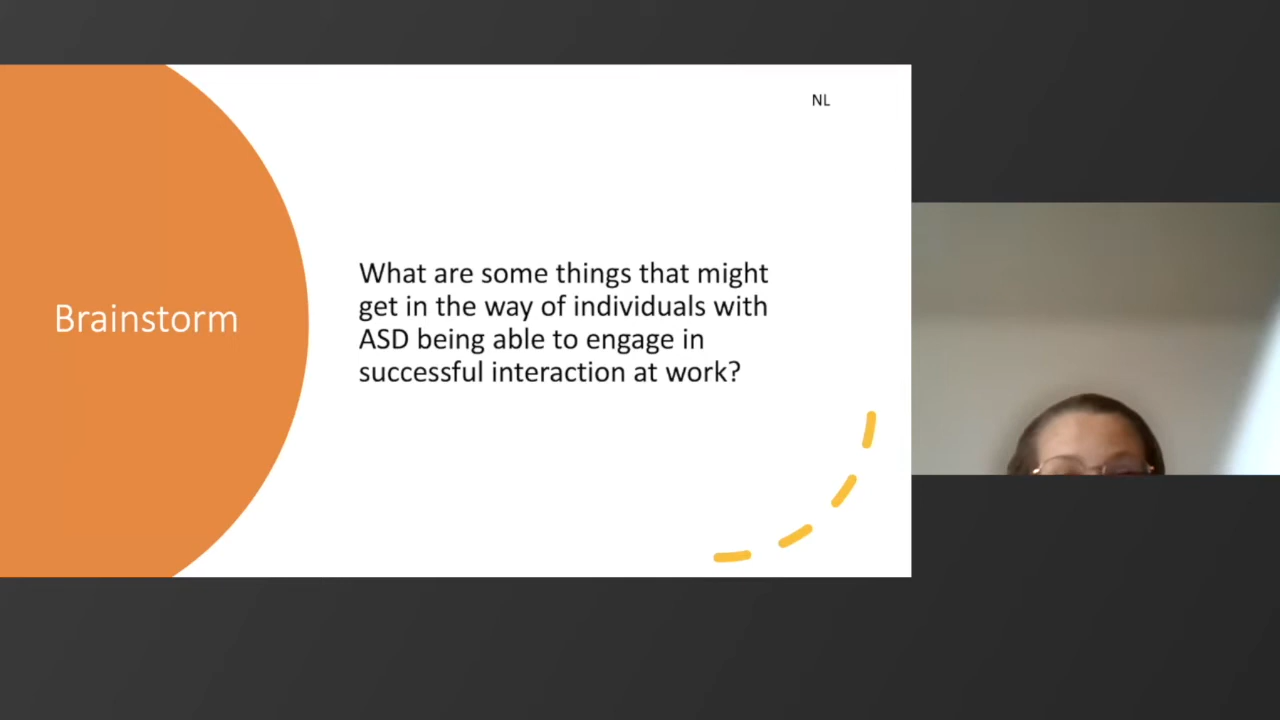 NL
Brainstorm
What are some things that might
get in the way of individuals with
ASD being able to engage in
successful interaction at work?